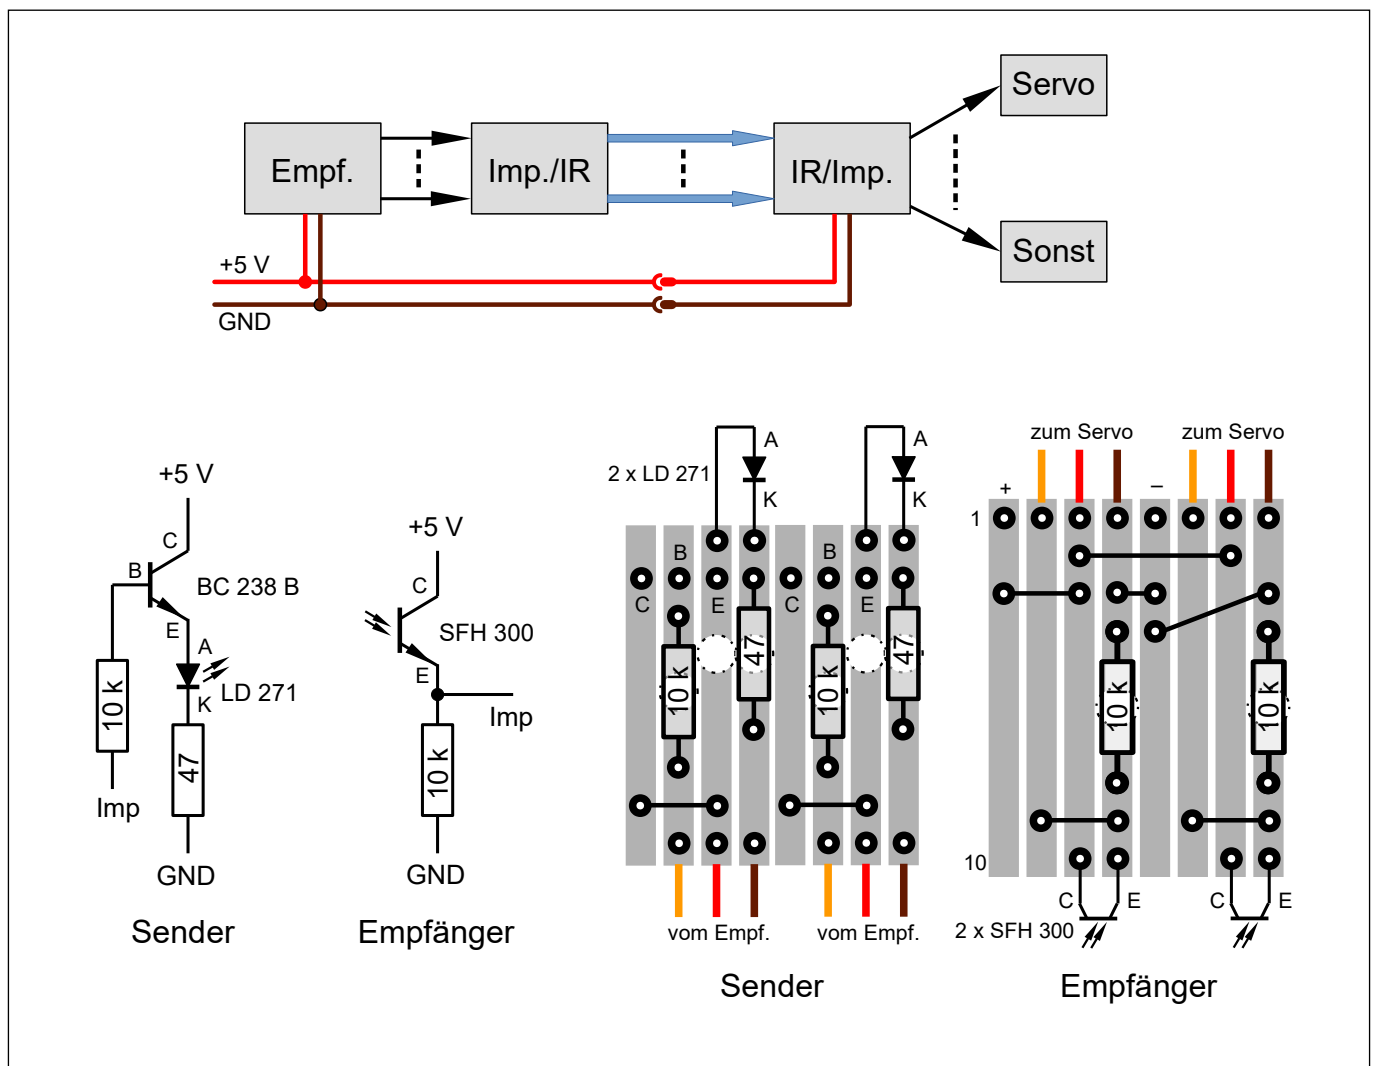 Servo
Empf.
Imp./IR
IR/Imp.
Sonst
+5 V
GND
zum Servo
zum Servo
A
A
2 x LD 271
K
K
+
–
1
+5 V
C
B
BC 238 B
E
A
LD 271
K
10 k
47
Imp
GND
Sender
+5 V
C
SFH 300
E
Imp
10 k
GND
Empfänger
B
B
C
E
C
E
10 k
47
10 k
47
vom Empf.
vom Empf.
Sender
10 k
10 k
10
C
E
C
E
2 x SFH 300
Empfänger